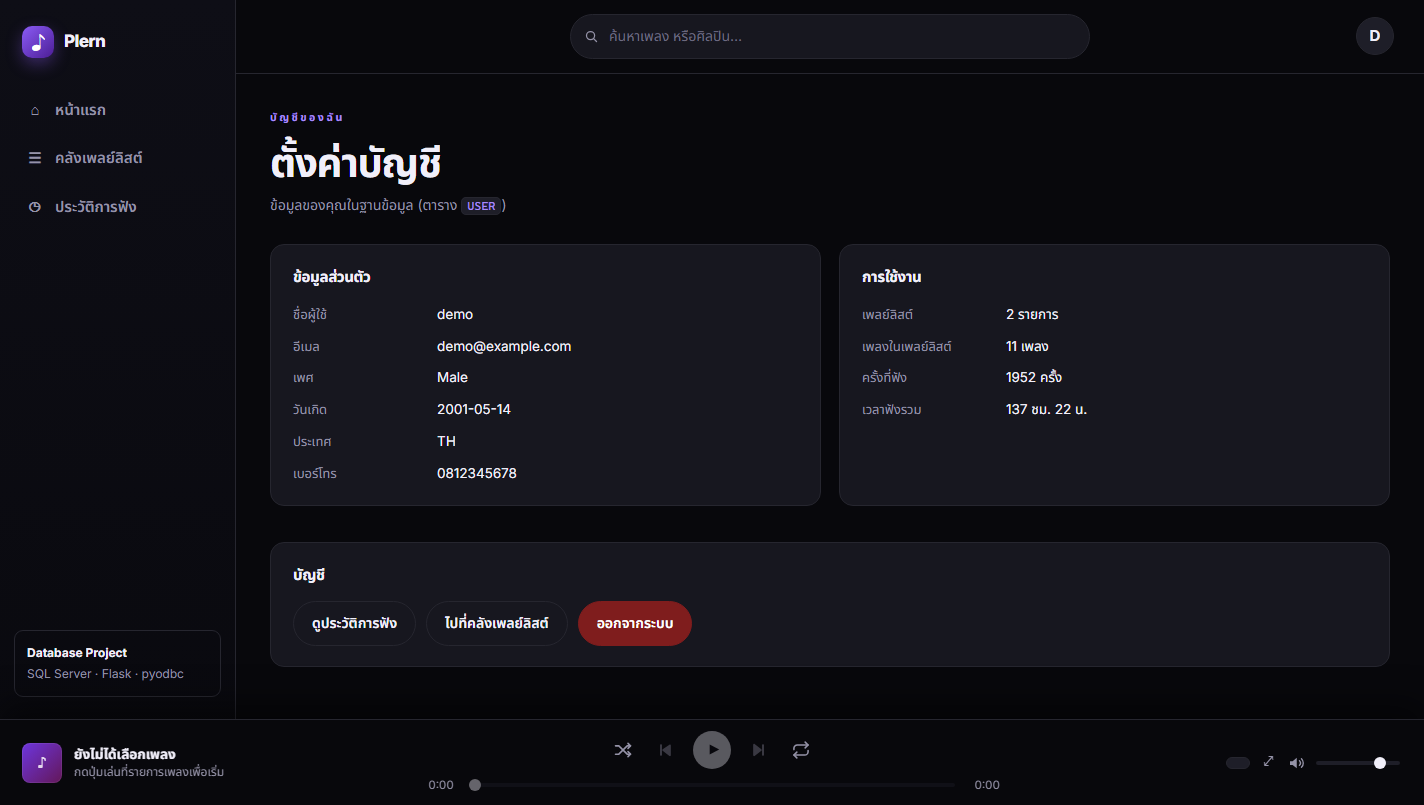 Plern
ค้นหาเพลง หรือศิลปิน...
D
หน้าแรก
คลังเพลย์ลิสต์
ประวัติการฟัง
Database Project
SQL Server · Flask · pyodbc
บัญชีของฉัน
ตั้งค่าบัญชี
ข้อมูลของคุณในฐานข้อมูล (ตาราง USER)
ข้อมูลส่วนตัว
ชื่อผู้ใช้ demo
อีเมล demo@example.com
เพศ Male
วันเกิด 2001-05-14
ประเทศ TH
เบอร์โทร 0812345678
การใช้งาน
เพลย์ลิสต์ 2 รายการ
เพลงในเพลย์ลิสต์ 11 เพลง
ครั้งที่ฟัง 1952 ครั้ง
เวลาฟังรวม 137 ชม. 22 น.
บัญชี
ดูประวัติการฟัง ไปที่คลังเพลย์ลิสต์ ออกจากระบบ
ยังไม่ได้เลือกเพลง
กดปุ่มเล่นที่รายการเพลงเพื่อเริ่ม
0:00 0:00